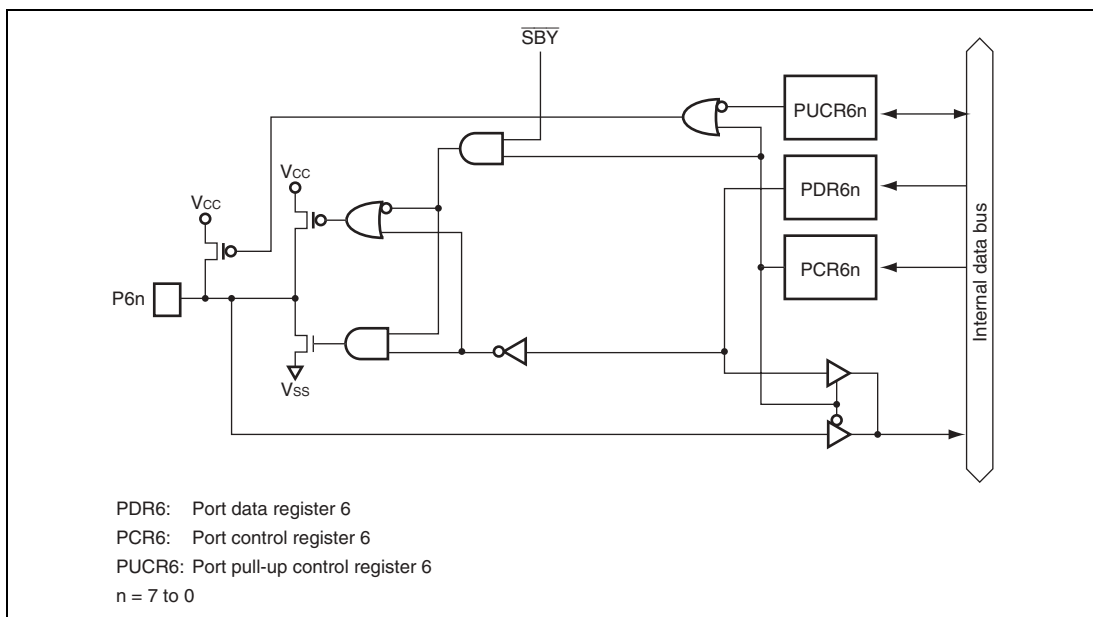 SBY
PUCR6n
PDR6n
PCR6n
Internal data bus
VCC
VCC
P6n
VSS
PDR6: Port data register 6
PCR6: Port control register 6
PUCR6: Port pull-up control register 6
n = 7 to 0